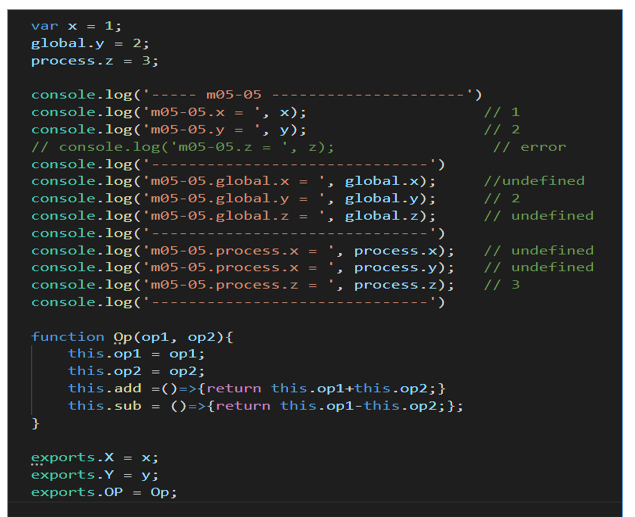 var x = 1;
global.y = 2;
process.z = 3;
console.log('----- m05-05 ---------------------')
console.log('m05-05.x = ', x); // 1
console.log('m05-05.y = ', y); // 2
// console.log('m05-05.z = ', z); // error
console.log('------------------------------')
console.log('m05-05.global.x = ', global.x); //undefined
console.log('m05-05.global.y = ', global.y); // 2
console.log('m05-05.global.z = ', global.z); // undefined
console.log('------------------------------')
console.log('m05-05.process.x = ', process.x); // undefined
console.log('m05-05.process.x = ', process.y); // undefined
console.log('m05-05.process.z = ', process.z); // 3
console.log('------------------------------')
function Op(op1, op2){
this.op1 = op1;
this.op2 = op2;
this.add =()=>{return this.op1+this.op2;}
this.sub = ()=>{return this.op1-this.op2;};
}
exports.X = x;
exports.Y = y;
exports.OP = Op;